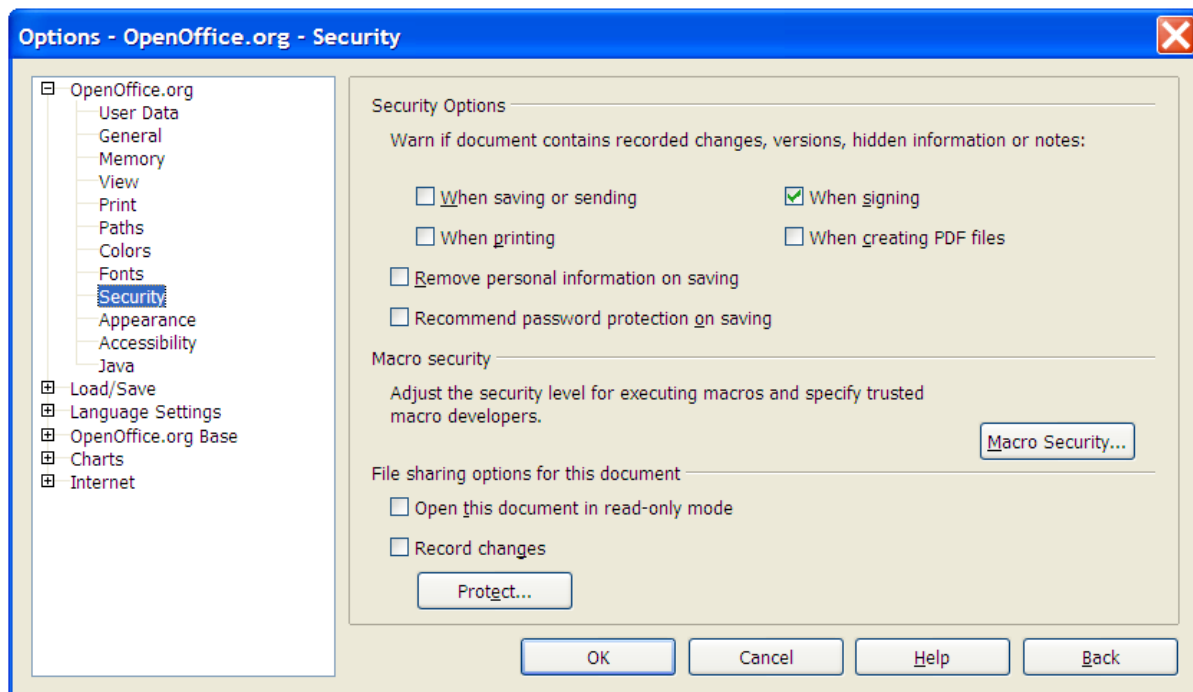 Options - OpenOffice.org - Security
OpenOffice.org
User Data
General
Memory
View
Print
Paths
Colors
Fonts
Security
Appearance
Accessibility
Java
Load/Save
Language Settings
OpenOffice.org Base
Charts
Internet
Security Options
Warn if document contains recorded changes, versions, hidden information or notes:
When saving or sending
When signing
When printing
When creating PDF files
Remove personal information on saving
Recommend password protection on saving
Macro security
Adjust the security level for executing macros and specify trusted
macro developers.
Macro Security...
File sharing options for this document
Open this document in read-only mode
Record changes
Protect...
OK
Cancel
Help
Back